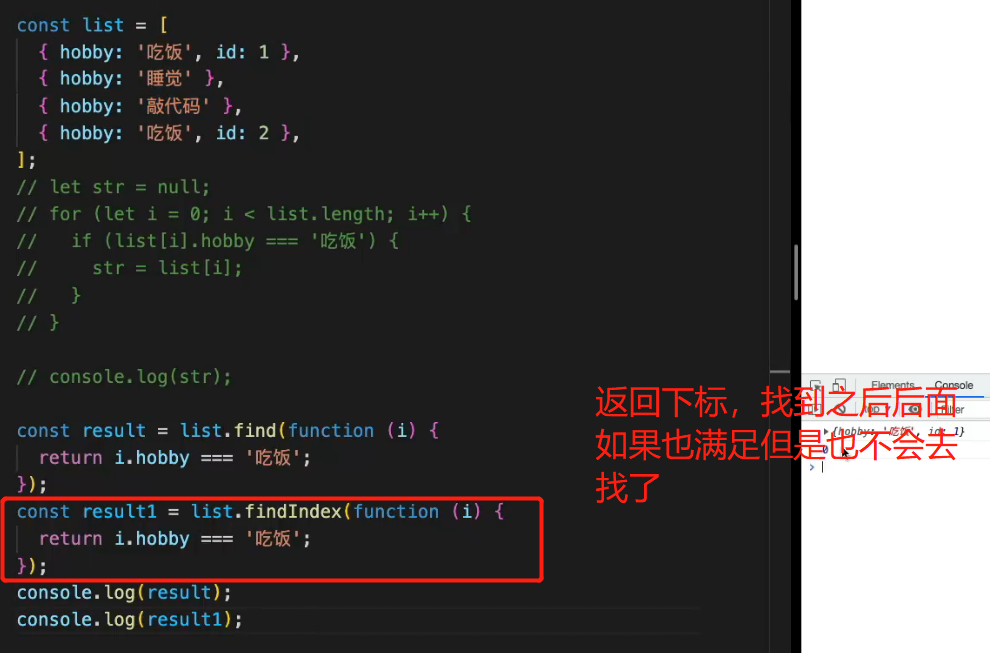 const list = [
{ hobby: '吃饭', id: 1 },
{ hobby: '睡觉' },
{ hobby: '敲代码' },
{ hobby: '吃饭', id: 2 },
];
// let str = null;
// for (let i = 0; i < list.length; i++) {
//   if (list[i].hobby === '吃饭') {
//     str = list[i];
//   }
// }
// console.log(str);
const result = list.find(function (i) {
return i.hobby === '吃饭';
});
const result1 = list.findIndex(function (i) {
return i.hobby === '吃饭';
});
console.log(result);
console.log(result1);
返回下标，找到之后后面
如果也满足但是也不会去
找了
Elements Console
top Filter
{hobby: '吃饭', id: 1}
0
>